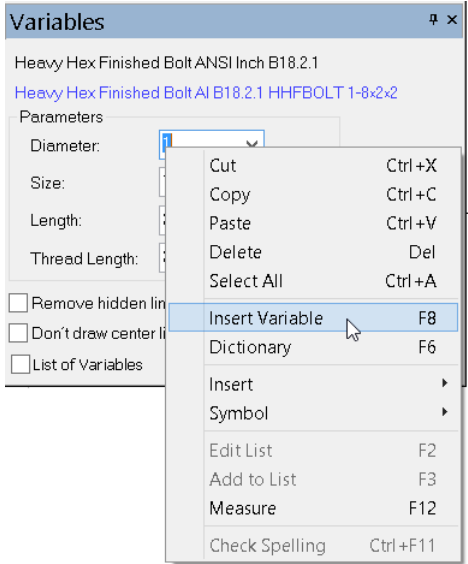 Variables
Heavy Hex Finished Bolt ANSI Inch B18.2.1
Heavy Hex Finished Bolt AI B18.2.1 HHFBOLT 1-8x2x2
Parameters
Diameter: 1
Size:
Length:
Thread Length:
Remove hidden lin
Don't draw center li
List of Variables
Cut Ctrl+X
Copy Ctrl+C
Paste Ctrl+V
Delete Del
Select All Ctrl+A
Insert Variable F8
Dictionary F6
Insert
Symbol
Edit List F2
Add to List F3
Measure F12
Check Spelling Ctrl+F11